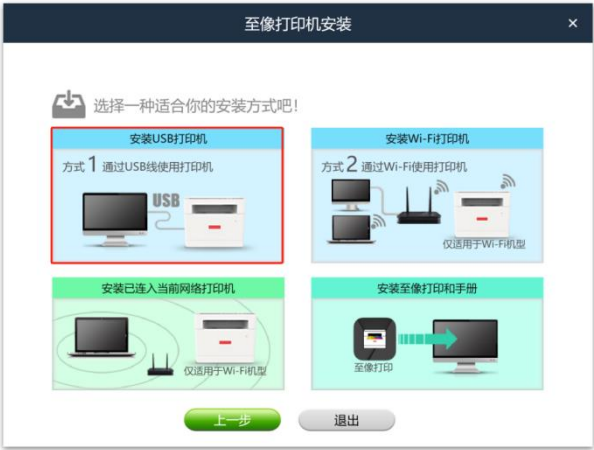 至像打印机安装
×
选择一种适合你的安装方式吧！
安装USB打印机
方式1 通过USB线使用打印机
USB
安装Wi-Fi打印机
方式2 通过Wi-Fi使用打印机
仅适用于Wi-Fi机型
安装已连入当前网络打印机
仅适用于Wi-Fi机型
安装至像打印和手册
至像打印
上一步
退出